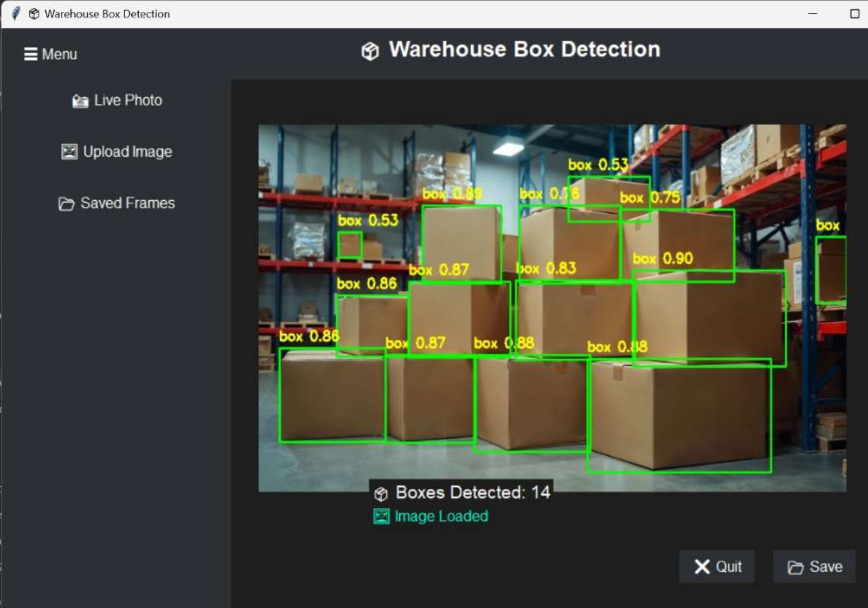 Warehouse Box Detection
Menu
Warehouse Box Detection
Live Photo
Upload Image
Saved Frames
box 0.53
box 0.89
box 0.76
box 0.75
box 0.53
box
box 0.90
box 0.87
box 0.83
box 0.86
box 0.86
box 0.87
box 0.88
box 0.88
Boxes Detected: 14
Image Loaded
Quit
Save